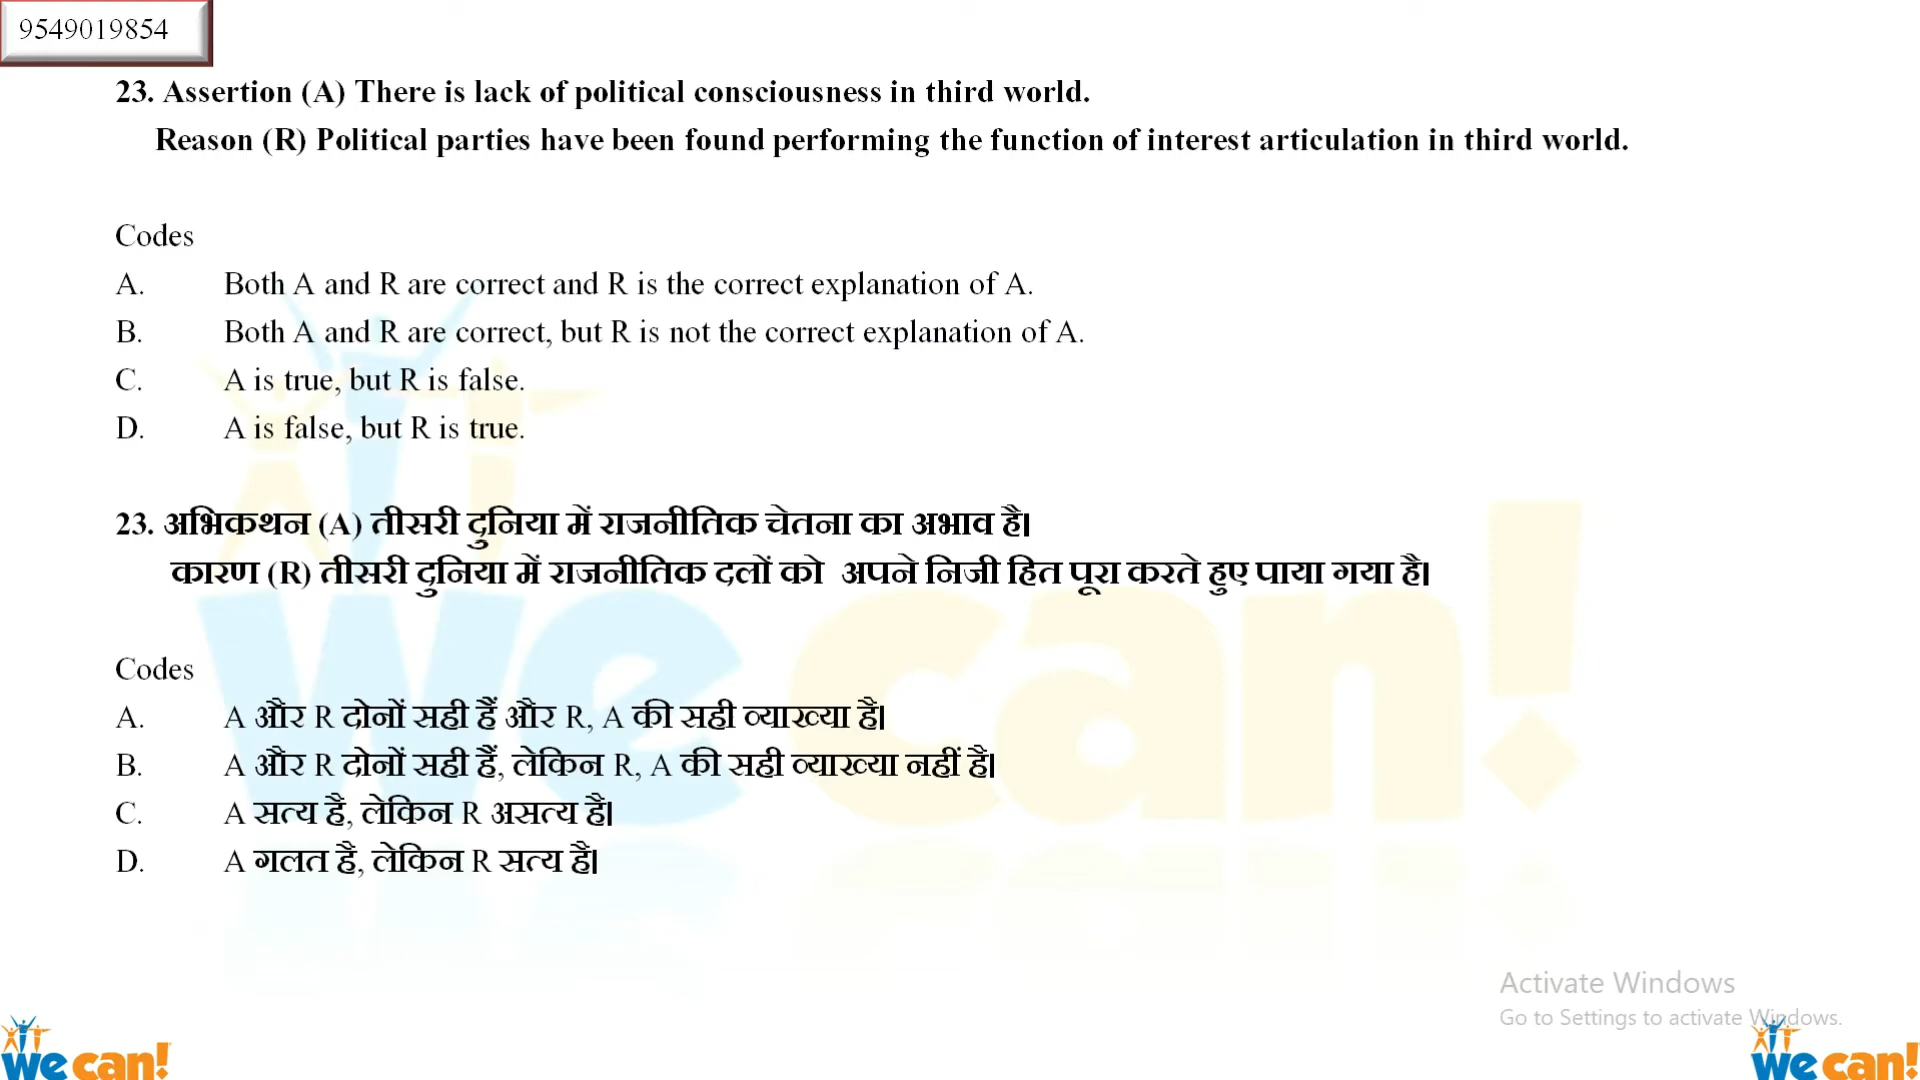 9549019854
23. Assertion (A) There is lack of political consciousness in third world.
Reason (R) Political parties have been found performing the function of interest articulation in third world.
Codes
A. Both A and R are correct and R is the correct explanation of A.
B. Both A and R are correct, but R is not the correct explanation of A.
C. A is true, but R is false.
D. A is false, but R is true.
23. अभिकथन (A) तीसरी दुनिया में राजनीतिक चेतना का अभाव है।
कारण (R) तीसरी दुनिया में राजनीतिक दलों को अपने निजी हित पूरा करते हुए पाया गया है।
Codes
A. A और R दोनों सही हैं और R, A की सही व्याख्या है।
B. A और R दोनों सही हैं, लेकिन R, A की सही व्याख्या नहीं है।
C. A सत्य है, लेकिन R असत्य है।
D. A गलत है, लेकिन R सत्य है।
we can!
Activate Windows
Go to Settings to activate Windows.
we can!
we can!